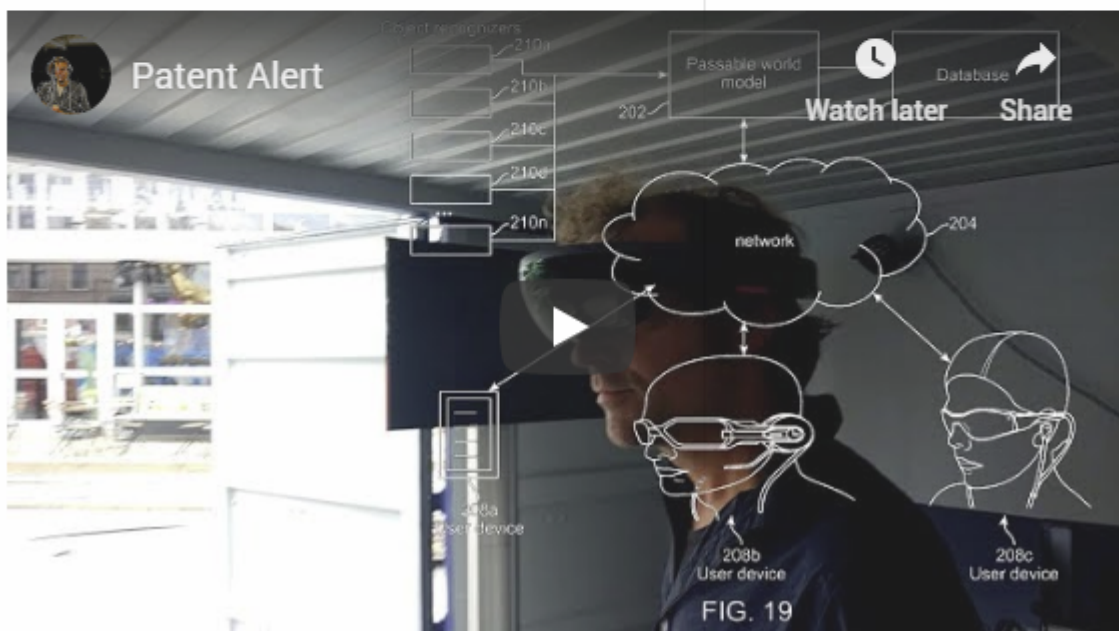 Object recognizers
210a
Patent Alert
Passable world
model
Database
210b
202
Watch later
Share
210c
210d
...
210n
204
network
208a
User device
208b
User device
208c
User device
FIG. 19